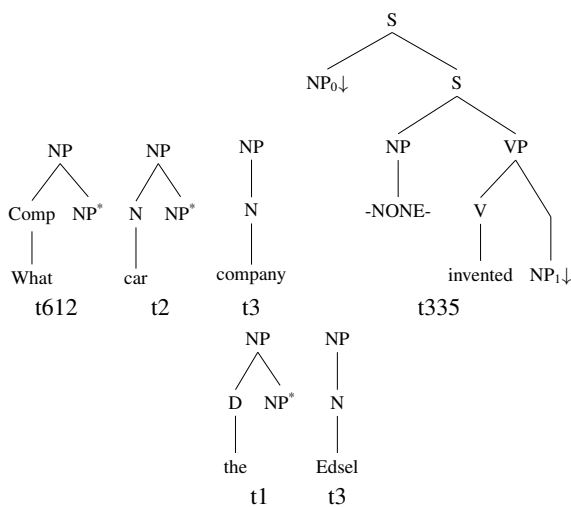 S
NP₀↓ S
NP NP NP NP VP
Comp NP* N NP* N -NONE- V
What car company invented NP₁↓
t612 t2 t3 t335
NP NP
D NP* N
the Edsel
t1 t3